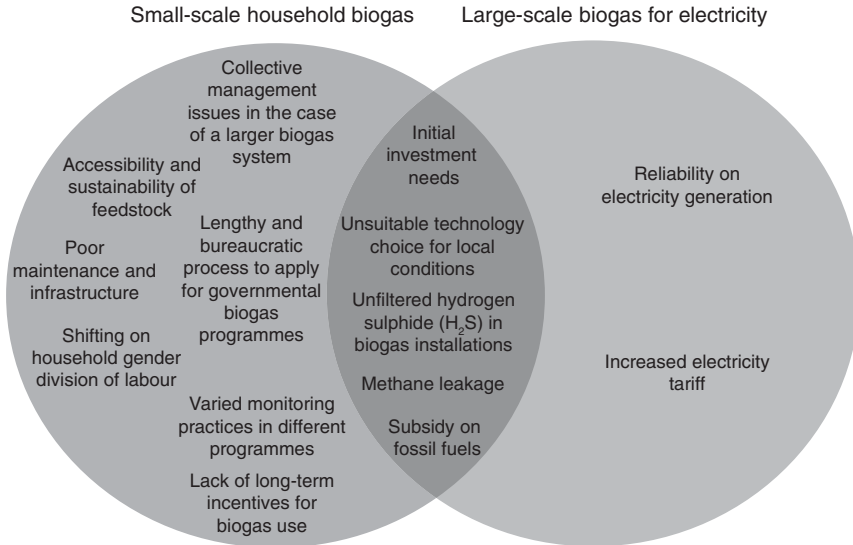 Small-scale household biogas
Large-scale biogas for electricity
Collective
management
issues in the case
of a larger biogas
system
Accessibility and
sustainability of
feedstock
Lengthy and
bureaucratic
process to apply
for governmental
biogas
programmes
Poor
maintenance and
infrastructure
Shifting on
household gender
division of labour
Varied monitoring
practices in different
programmes
Lack of long-term
incentives for
biogas use
Initial
investment
needs
Unsuitable technology
choice for local
conditions
Unfiltered hydrogen
sulphide (H₂S) in
biogas installations
Methane leakage
Subsidy on
fossil fuels
Reliability on
electricity generation
Increased electricity
tariff